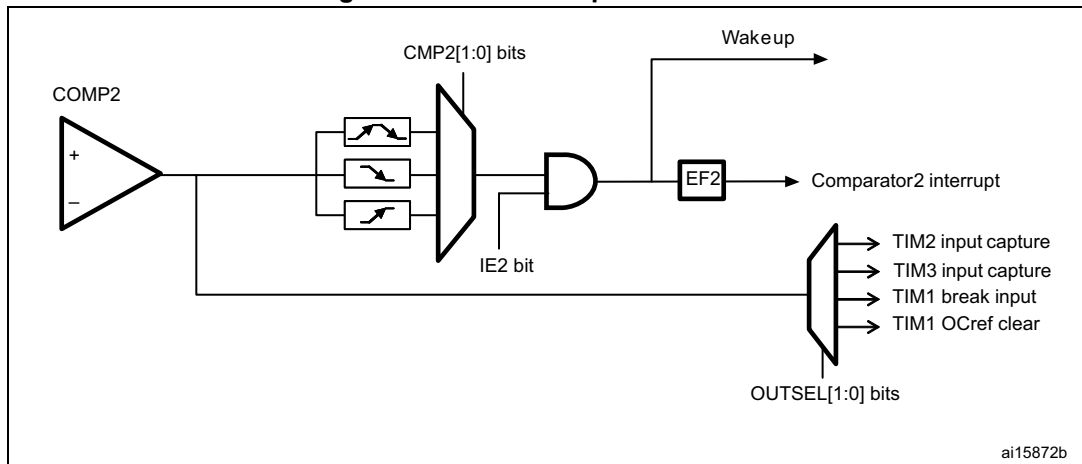 CMP2[1:0] bits
Wakeup
COMP2
+
–
EF2
Comparator2 interrupt
IE2 bit
TIM2 input capture
TIM3 input capture
TIM1 break input
TIM1 OCref clear
OUTSEL[1:0] bits
ai15872b